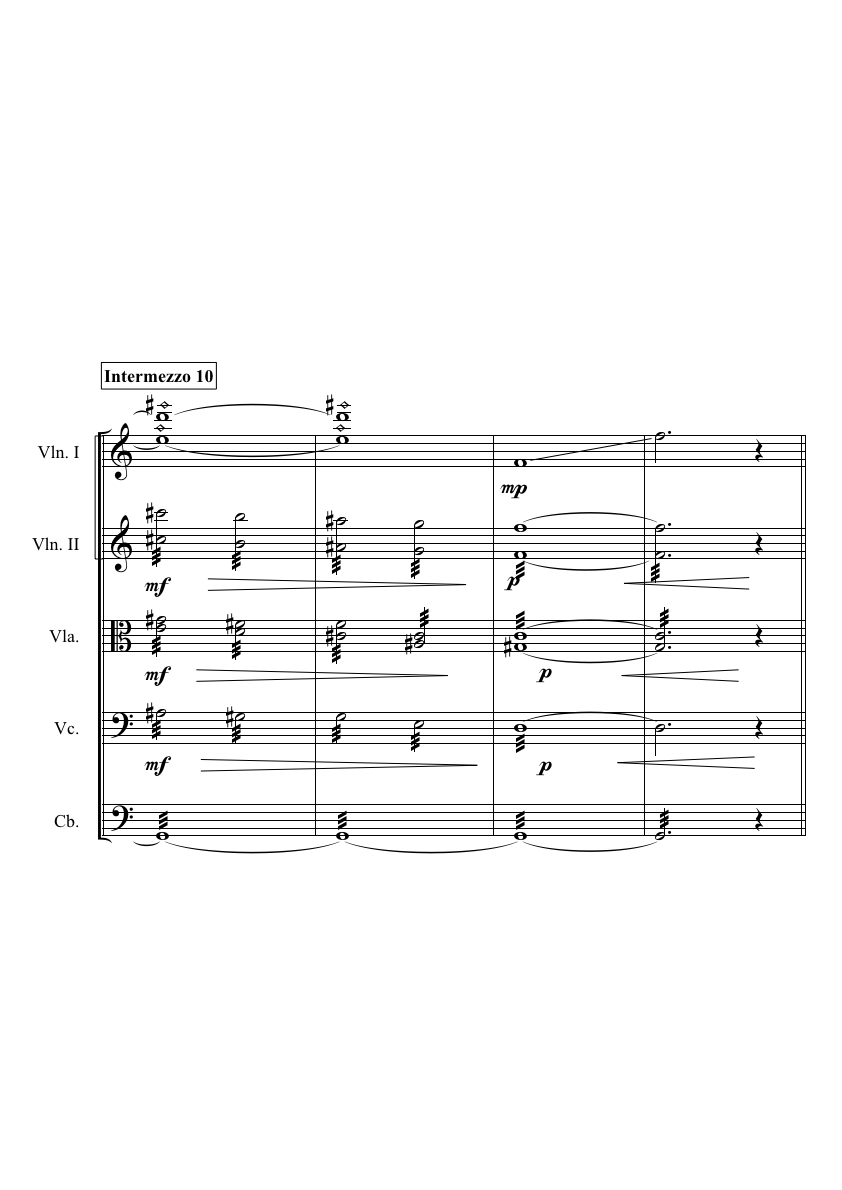 Intermezzo 10
Vln. I
mp
Vln. II
mf
p
Vla.
mf
p
Vc.
mf
p
Cb.